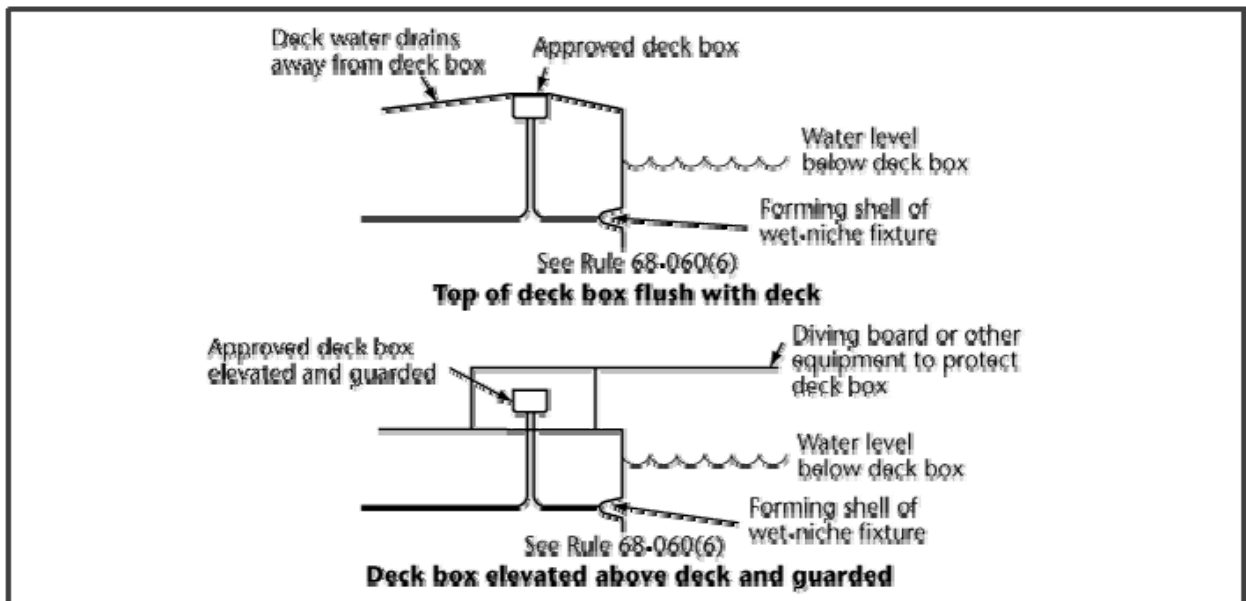 Deck water drains
away from deck box
Approved deck box
Water level
below deck box
Forming shell of
wet-niche fixture
See Rule 68-060(6)
Top of deck box flush with deck
Approved deck box
elevated and guarded
Diving board or other
equipment to protect
deck box
Water level
below deck box
Forming shell of
wet-niche fixture
See Rule 68-060(6)
Deck box elevated above deck and guarded